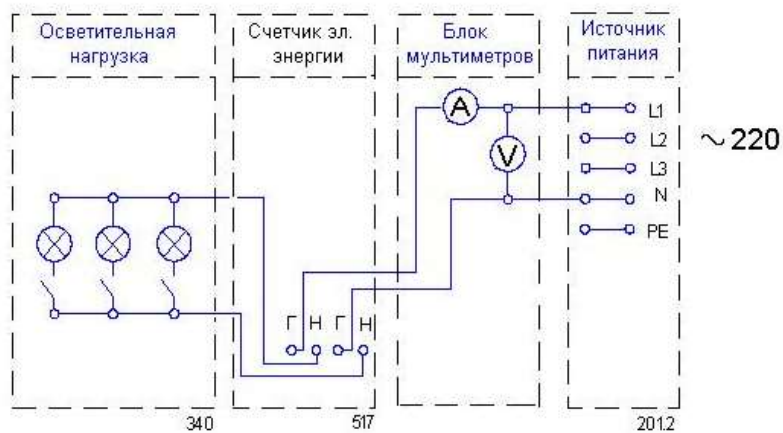 Осветительная
нагрузка
Счетчик эл.
энергии
Блок
мультиметров
Источник
питания
A
V
L1
L2
L3
N
PE
~220
Г Н Г Н
340
517
201.2